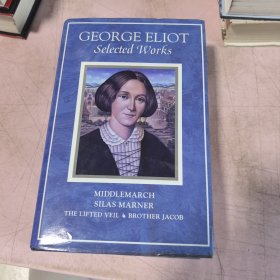 GEORGE ELIOT
Selected Works
MIDDLEMARCH
SILAS MARNER
THE LIFTED VEIL & BROTHER JACOB